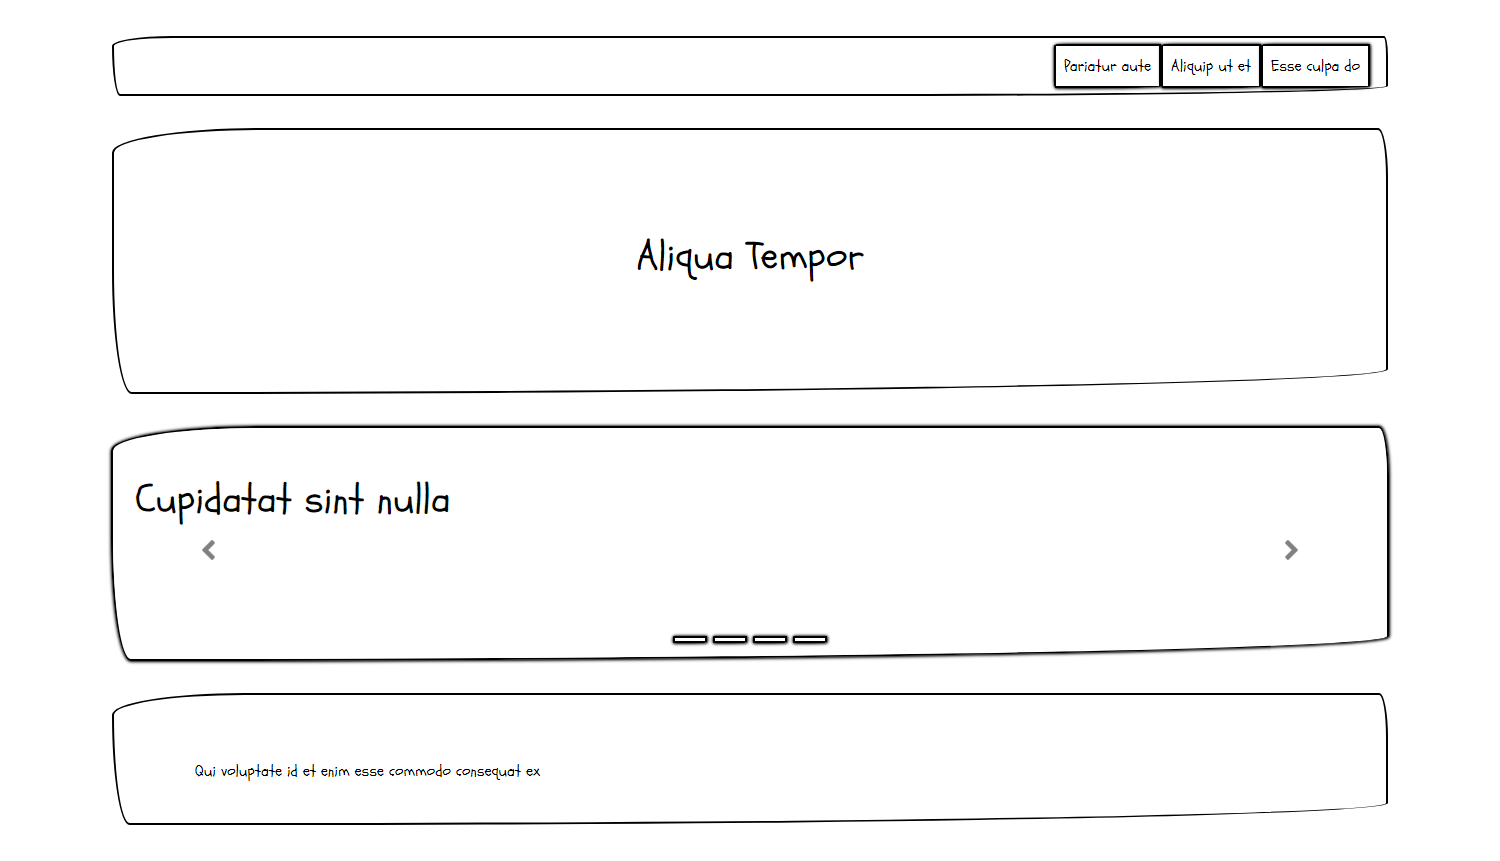 Pariatur aute
Aliquip ut et
Esse culpa do
Aliqua Tempor
Cupidatat sint nulla
Qui voluptate id et enim esse commodo consequat ex